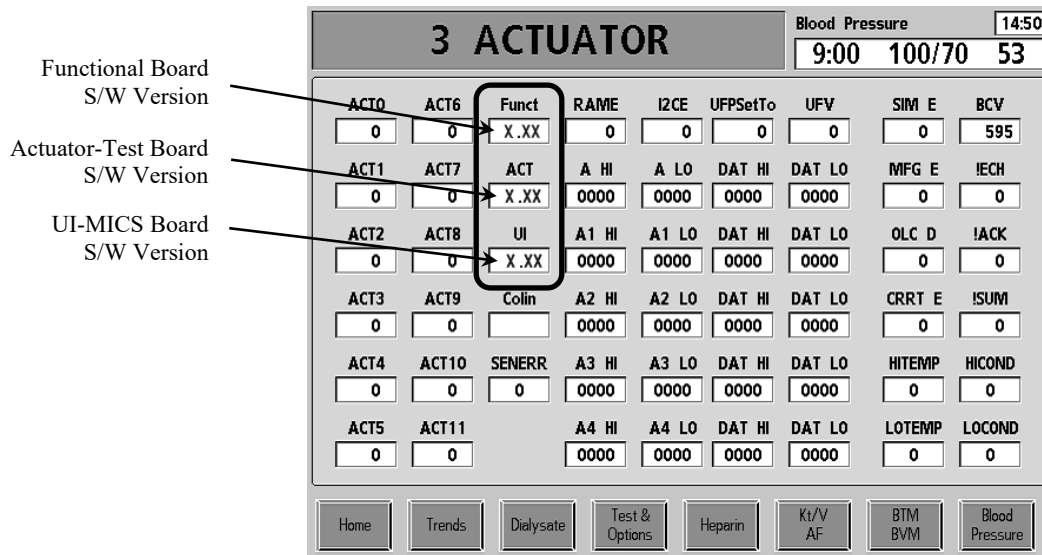 Functional Board
S/W Version
Actuator-Test Board
S/W Version
UI-MICS Board
S/W Version
3 ACTUATOR
Blood Pressure 14:50
9:00 100/70 53
ACT0 ACT6 Funct RAME I2CE UFPSetTo UFV SIM E BCV
0 0 X.XX 0 0 0 0 0 595
ACT1 ACT7 ACT A HI A LO DAT HI DAT LO MFG E !ECH
0 0 X.XX 0000 0000 0000 0000 0 0
ACT2 ACT8 UI A1 HI A1 LO DAT HI DAT LO OLC D !ACK
0 0 X.XX 0000 0000 0000 0000 0 0
ACT3 ACT9 Colin A2 HI A2 LO DAT HI DAT LO CRRT E !SUM
0 0 0000 0000 0000 0000 0 0
ACT4 ACT10 SENERR A3 HI A3 LO DAT HI DAT LO HITEMP HICOND
0 0 0 0000 0000 0000 0000 0 0
ACT5 ACT11 A4 HI A4 LO DAT HI DAT LO LOTEMP LOCOND
0 0 0000 0000 0000 0000 0 0
Home Trends Dialysate Test & Options Heparin Kt/V AF BTM BVM Blood Pressure